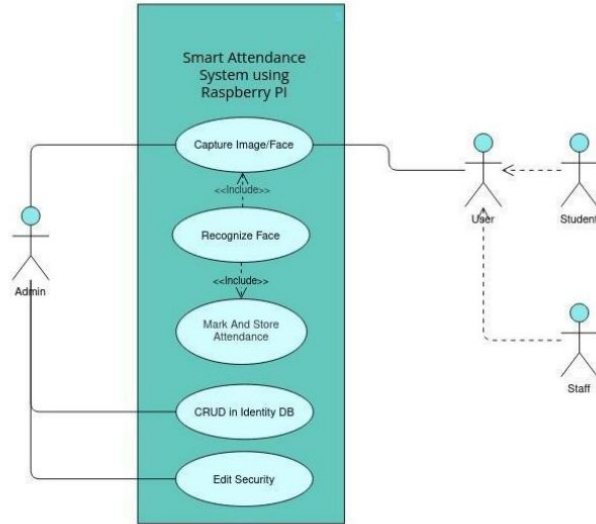 Smart Attendance
System using
Raspberry PI
Capture Image/Face
<<Include>>
Recognize Face
<<Include>>
Mark And Store
Attendance
CRUD in Identity DB
Edit Security
Admin
User
Student
Staff